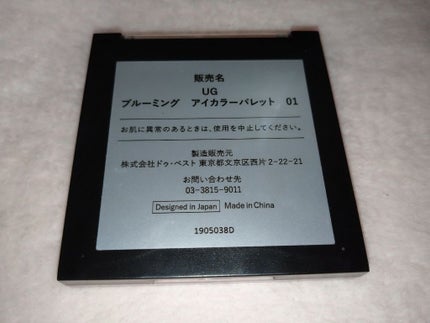 販売名
UG
ブルーミング　アイカラーパレット　01
お肌に異常のあるときは、使用を中止してください。
製造販売元
株式会社ドゥ・ベスト 東京都文京区西片2-22-21
お問い合わせ先
03-3815-9011
Designed in Japan Made in China
1905038D